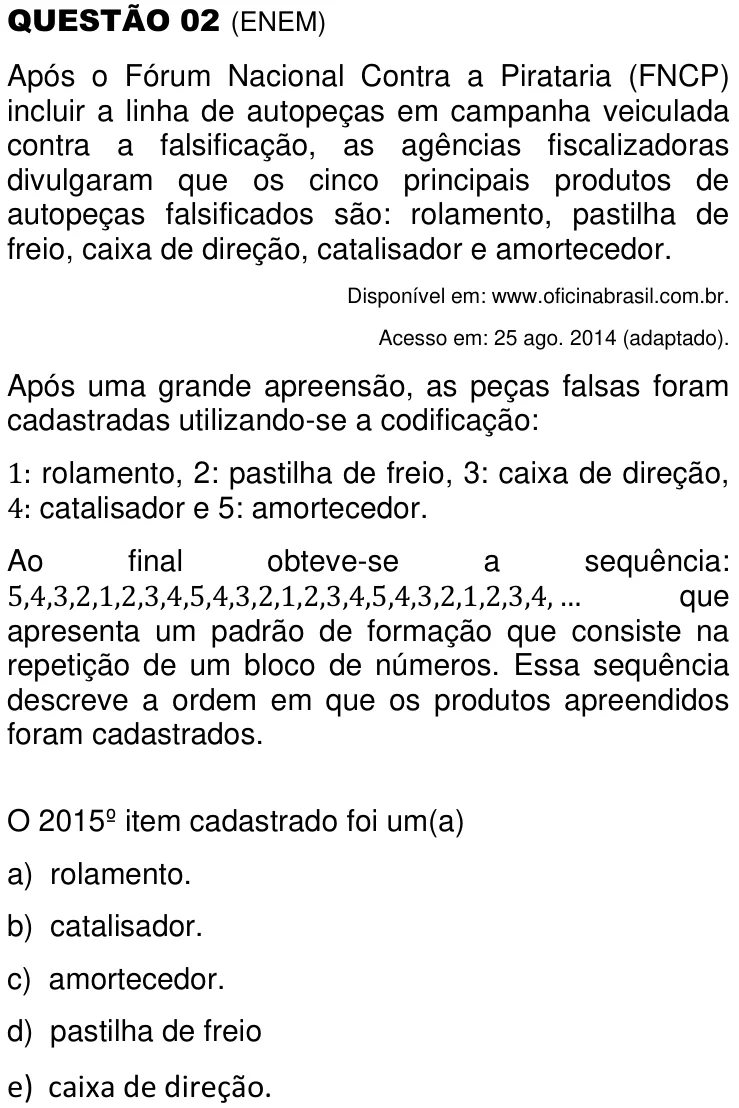 QUESTÃO 02 (ENEM)
Após o Fórum Nacional Contra a Pirataria (FNCP)
incluir a linha de autopeças em campanha veiculada
contra a falsificação, as agências fiscalizadoras
divulgaram que os cinco principais produtos de
autopeças falsificados são: rolamento, pastilha de
freio, caixa de direção, catalisador e amortecedor.
Disponível em: www.oficinabrasil.com.br.
Acesso em: 25 ago. 2014 (adaptado).
Após uma grande apreensão, as peças falsas foram
cadastradas utilizando-se a codificação:
1: rolamento, 2: pastilha de freio, 3: caixa de direção,
4: catalisador e 5: amortecedor.
Ao final obteve-se a sequência:
5,4,3,2,1,2,3,4,5,4,3,2,1,2,3,4,5,4,3,2,1,2,3,4, ... que
apresenta um padrão de formação que consiste na
repetição de um bloco de números. Essa sequência
descreve a ordem em que os produtos apreendidos
foram cadastrados.
O 2015º item cadastrado foi um(a)
a) rolamento.
b) catalisador.
c) amortecedor.
d) pastilha de freio
e) caixa de direção.